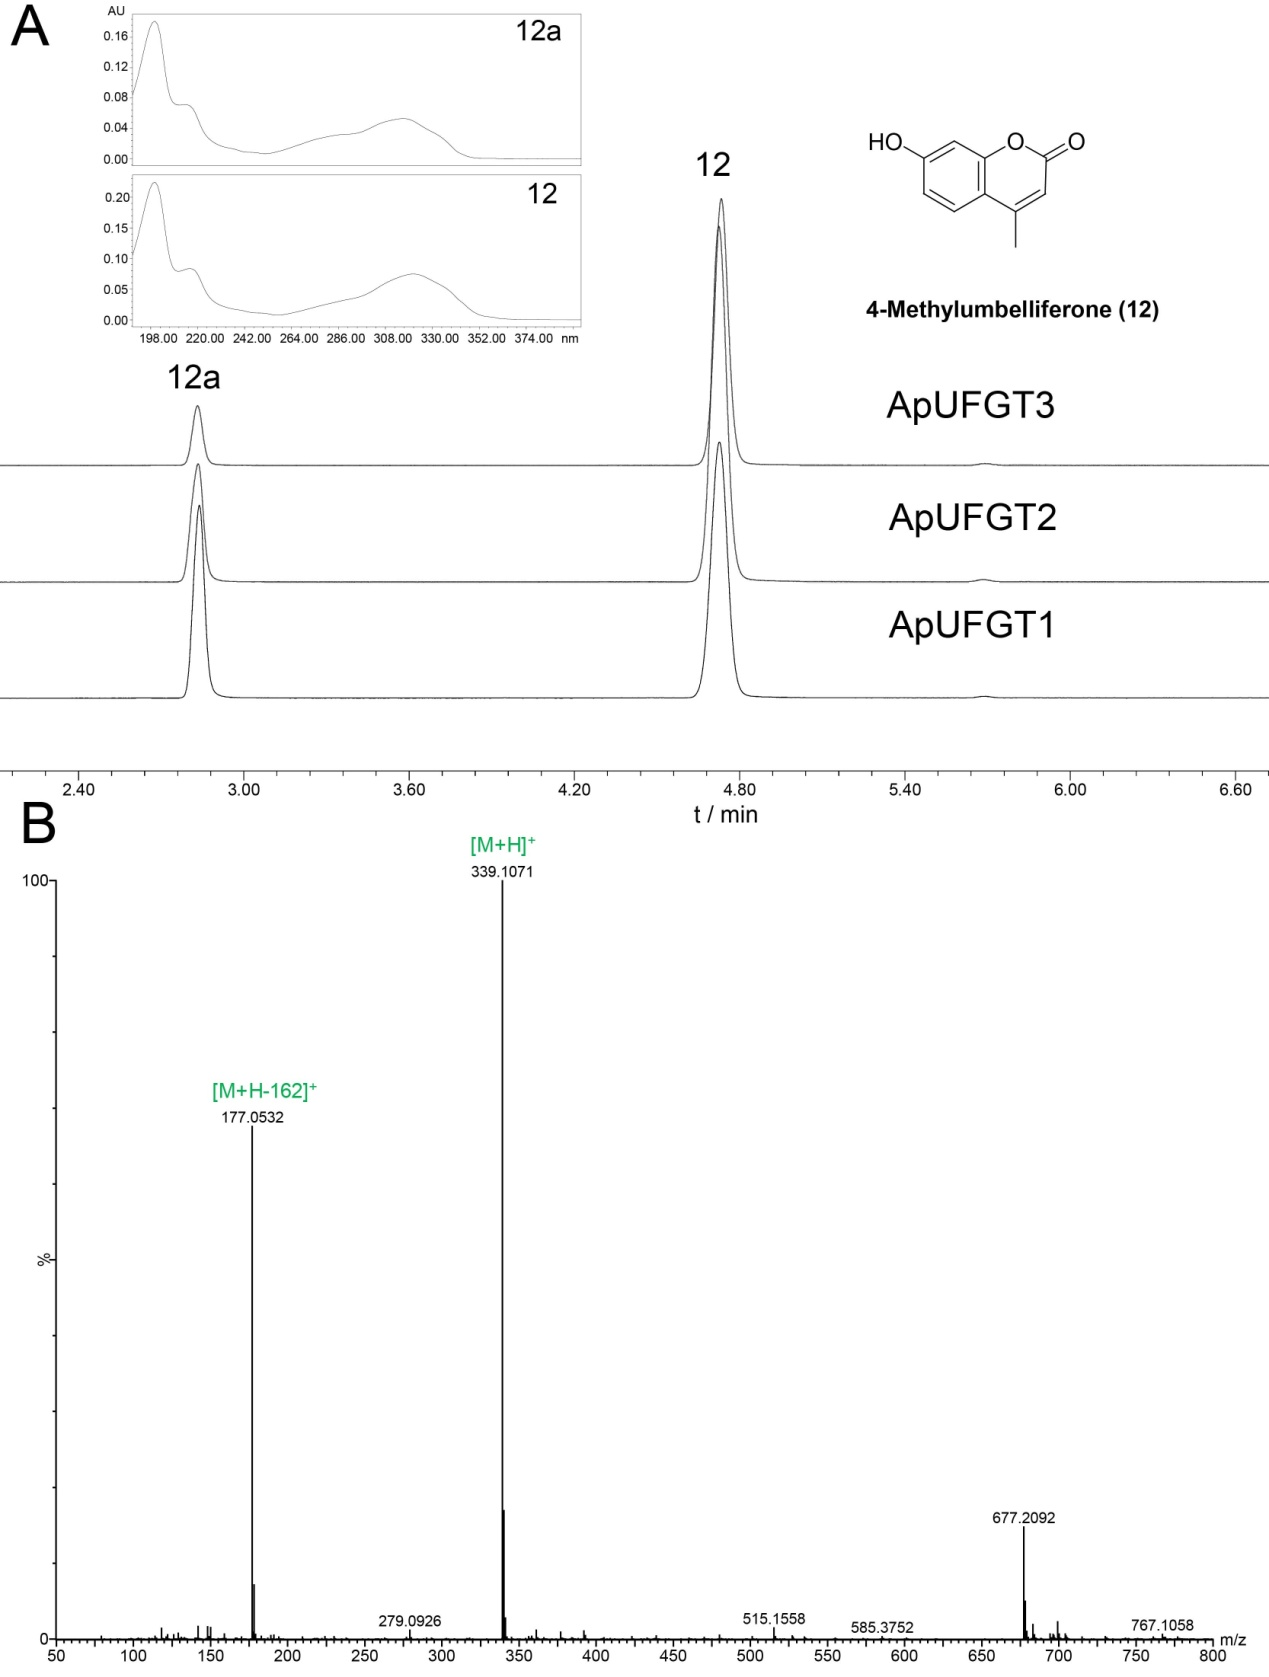 A
AU
12a
0.16
0.12
0.08
0.04
0.00
12
0.20
0.15
0.10
0.05
0.00
198.00 220.00 242.00 264.00 286.00 308.00 330.00 352.00 374.00 nm
HO O O
4-Methylumbelliferone (12)
12
12a
ApUFGT3
ApUFGT2
ApUFGT1
2.40 3.00 3.60 4.20 4.80 5.40 6.00 6.60
t / min
B
[M+H]+
339.1071
100
[M+H-162]+
177.0532
%
677.2092
279.0926
515.1558
585.3752
767.1058
0
50 100 150 200 250 300 350 400 450 500 550 600 650 700 750 800 m/z